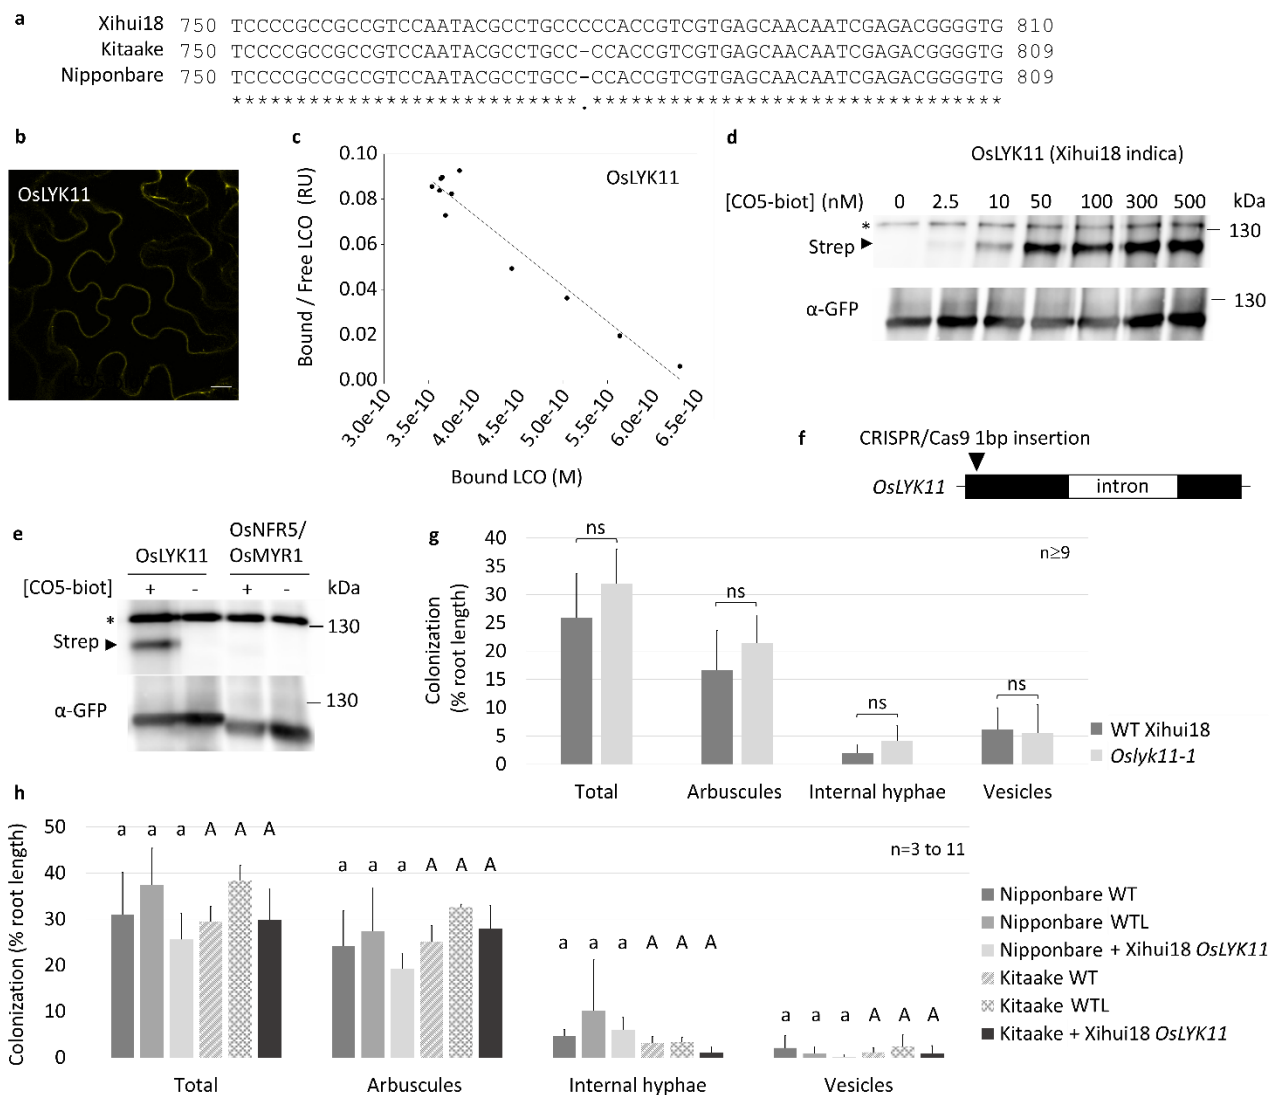 a
Xihui18 750 TCCCCGCCGCCGTCCAATACGCCTGCCCCCACCGTCGTGAGCAACAATCGAGACGGGGTG 810
Kitaake 750 TCCCCGCCGCCGTCCAATACGCCTGCC-CCACCGTCGTGAGCAACAATCGAGACGGGGTG 809
Nipponbare 750 TCCCCGCCGCCGTCCAATACGCCTGCC-CCACCGTCGTGAGCAACAATCGAGACGGGGTG 809
***************************.********************************
b
OsLYK11
c
OsLYK11
Bound / Free LCO (RU)
0.10
0.08
0.06
0.04
0.02
0.00
3.0e-10 3.5e-10 4.0e-10 4.5e-10 5.0e-10 5.5e-10 6.0e-10 6.5e-10
Bound LCO (M)
d
OsLYK11 (Xihui18 indica)
[CO5-biot] (nM) 0 2.5 10 50 100 300 500 kDa
* 130
Strep
α-GFP 130
e
OsLYK11 OsNFR5/
OsMYR1
[CO5-biot] + - + - kDa
* 130
Strep
α-GFP 130
f
CRISPR/Cas9 1bp insertion
OsLYK11 intron
g
n≥9
Colonization
(% root length)
40
35
30
25
20
15
10
5
0
ns ns ns ns
Total Arbuscules Internal hyphae Vesicles
WT Xihui18
Oslyk11-1
h
n=3 to 11
Colonization (% root length)
50
40
30
20
10
0
a a a A A A
a a a A A A
a a a A A A
a a a A A A
Total Arbuscules Internal hyphae Vesicles
Nipponbare WT
Nipponbare WTL
Nipponbare + Xihui18 OsLYK11
Kitaake WT
Kitaake WTL
Kitaake + Xihui18 OsLYK11